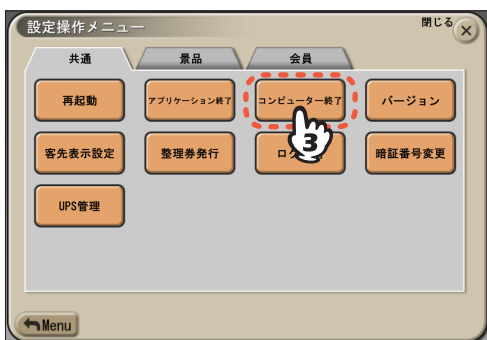 設定操作メニュー
閉じる
共通
景品
会員
再起動
アプリケーション終了
コンピューター終了
バージョン
客先表示設定
整理券発行
3
暗証番号変更
UPS管理
Menu